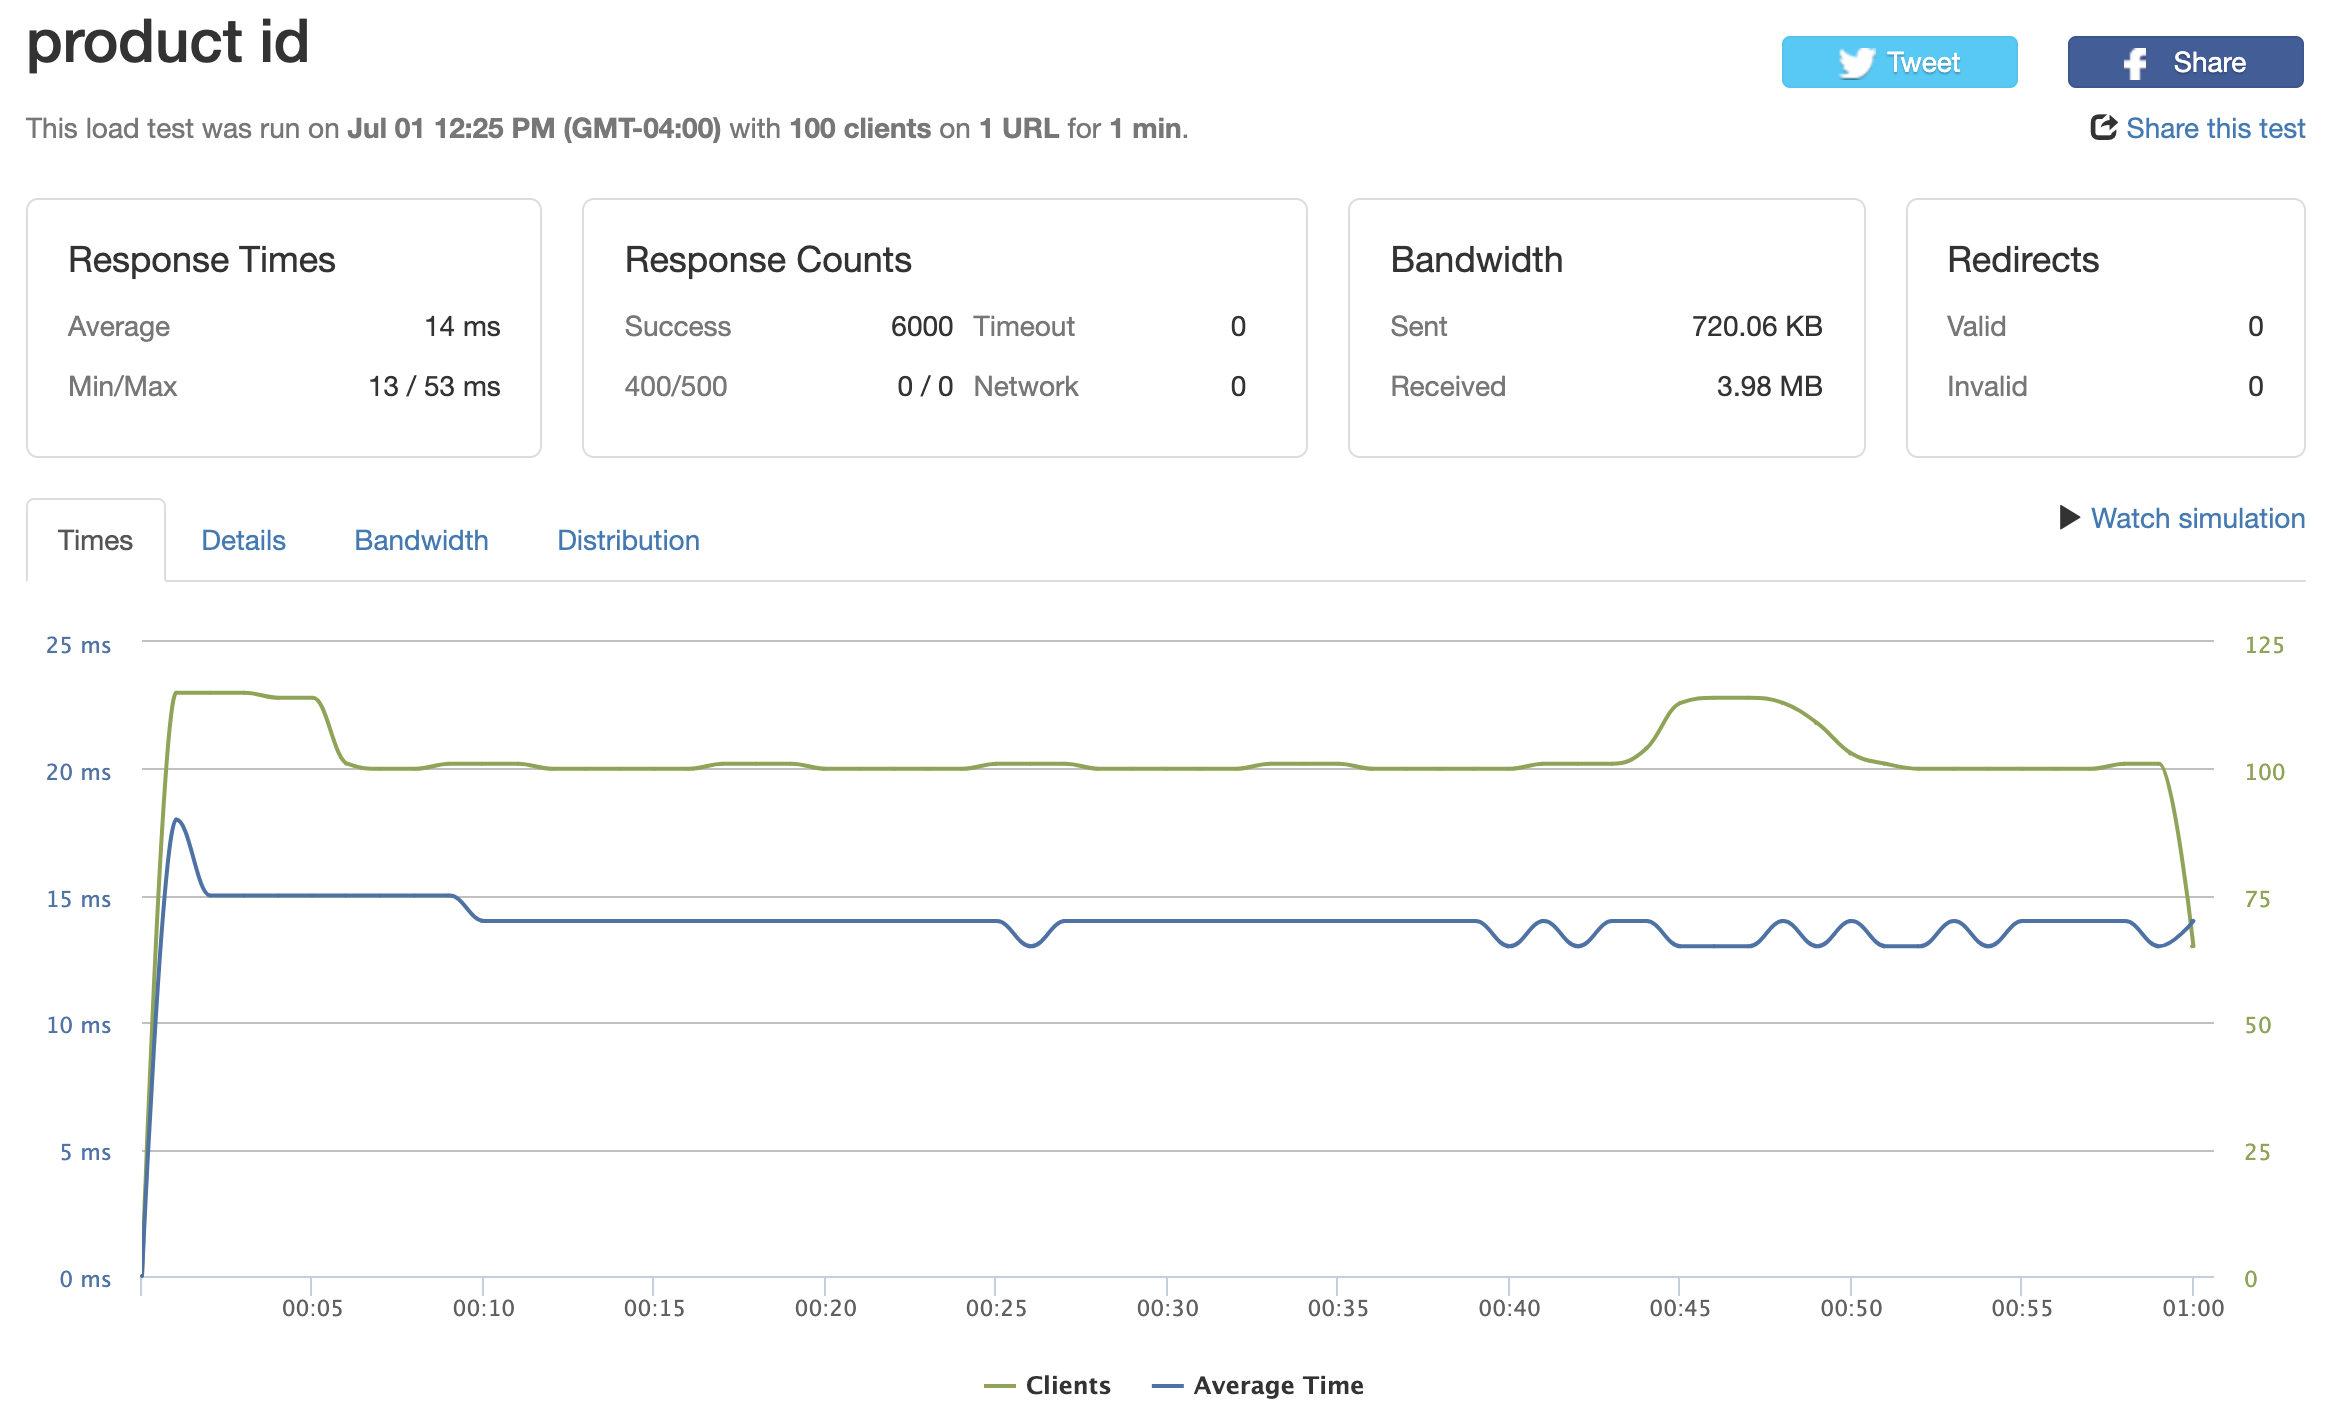 product id
Tweet
Share
This load test was run on Jul 01 12:25 PM (GMT-04:00) with 100 clients on 1 URL for 1 min.
Share this test
Response Times
Average 14 ms
Min/Max 13 / 53 ms
Response Counts
Success 6000 Timeout 0
400/500 0 / 0 Network 0
Bandwidth
Sent 720.06 KB
Received 3.98 MB
Redirects
Valid 0
Invalid 0
Times Details Bandwidth Distribution
Watch simulation
25 ms 125
20 ms 100
15 ms 75
10 ms 50
5 ms 25
0 ms 0
00:05 00:10 00:15 00:20 00:25 00:30 00:35 00:40 00:45 00:50 00:55 01:00
Clients Average Time